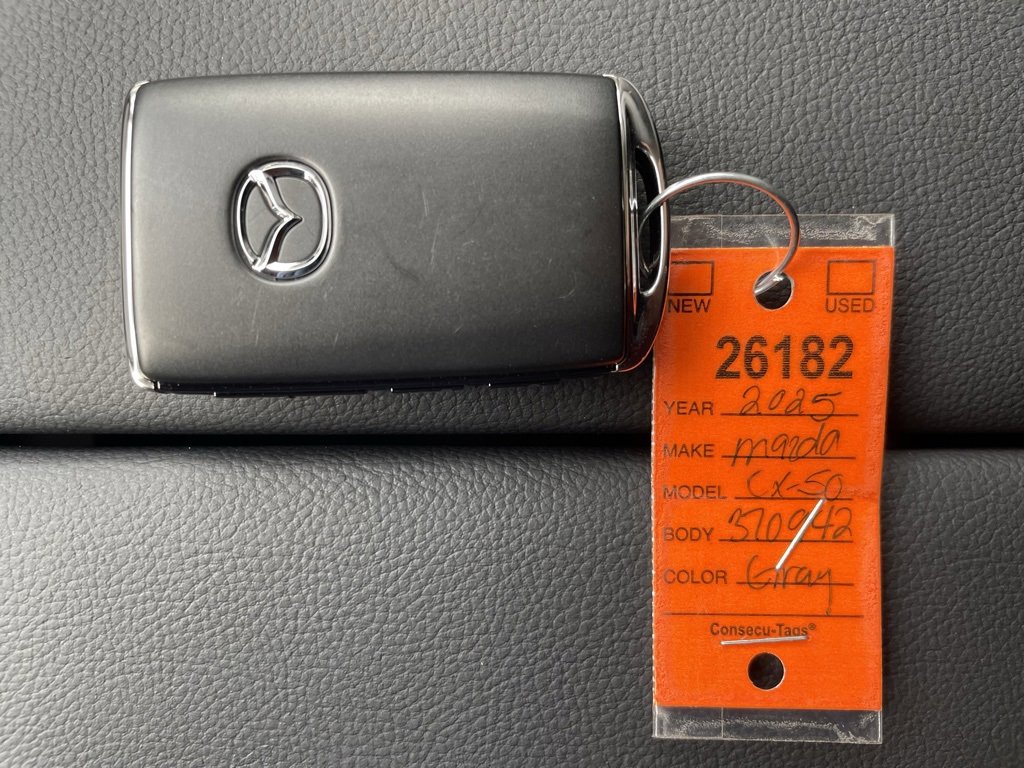 NEW USED
26182
YEAR 2025
MAKE mazda
MODEL CX-50
BODY 370942
COLOR Gray
Consecu-Tags®